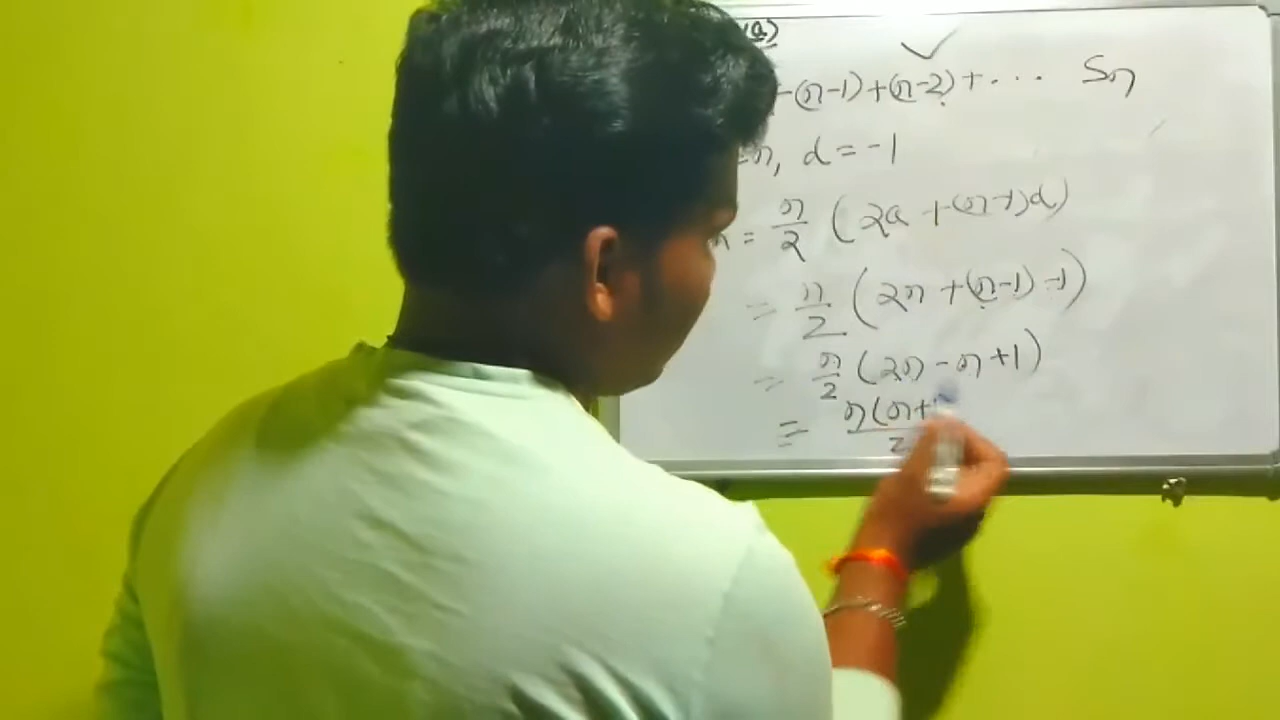 (a)
-(n-1)+(n-2)+... Sn
=n, d=-1
= n/2 (2a+(n-1)d)
= n/2 (2n+(n-1)-1)
= n/2 (2n-n+1)
= n(n+ / 2